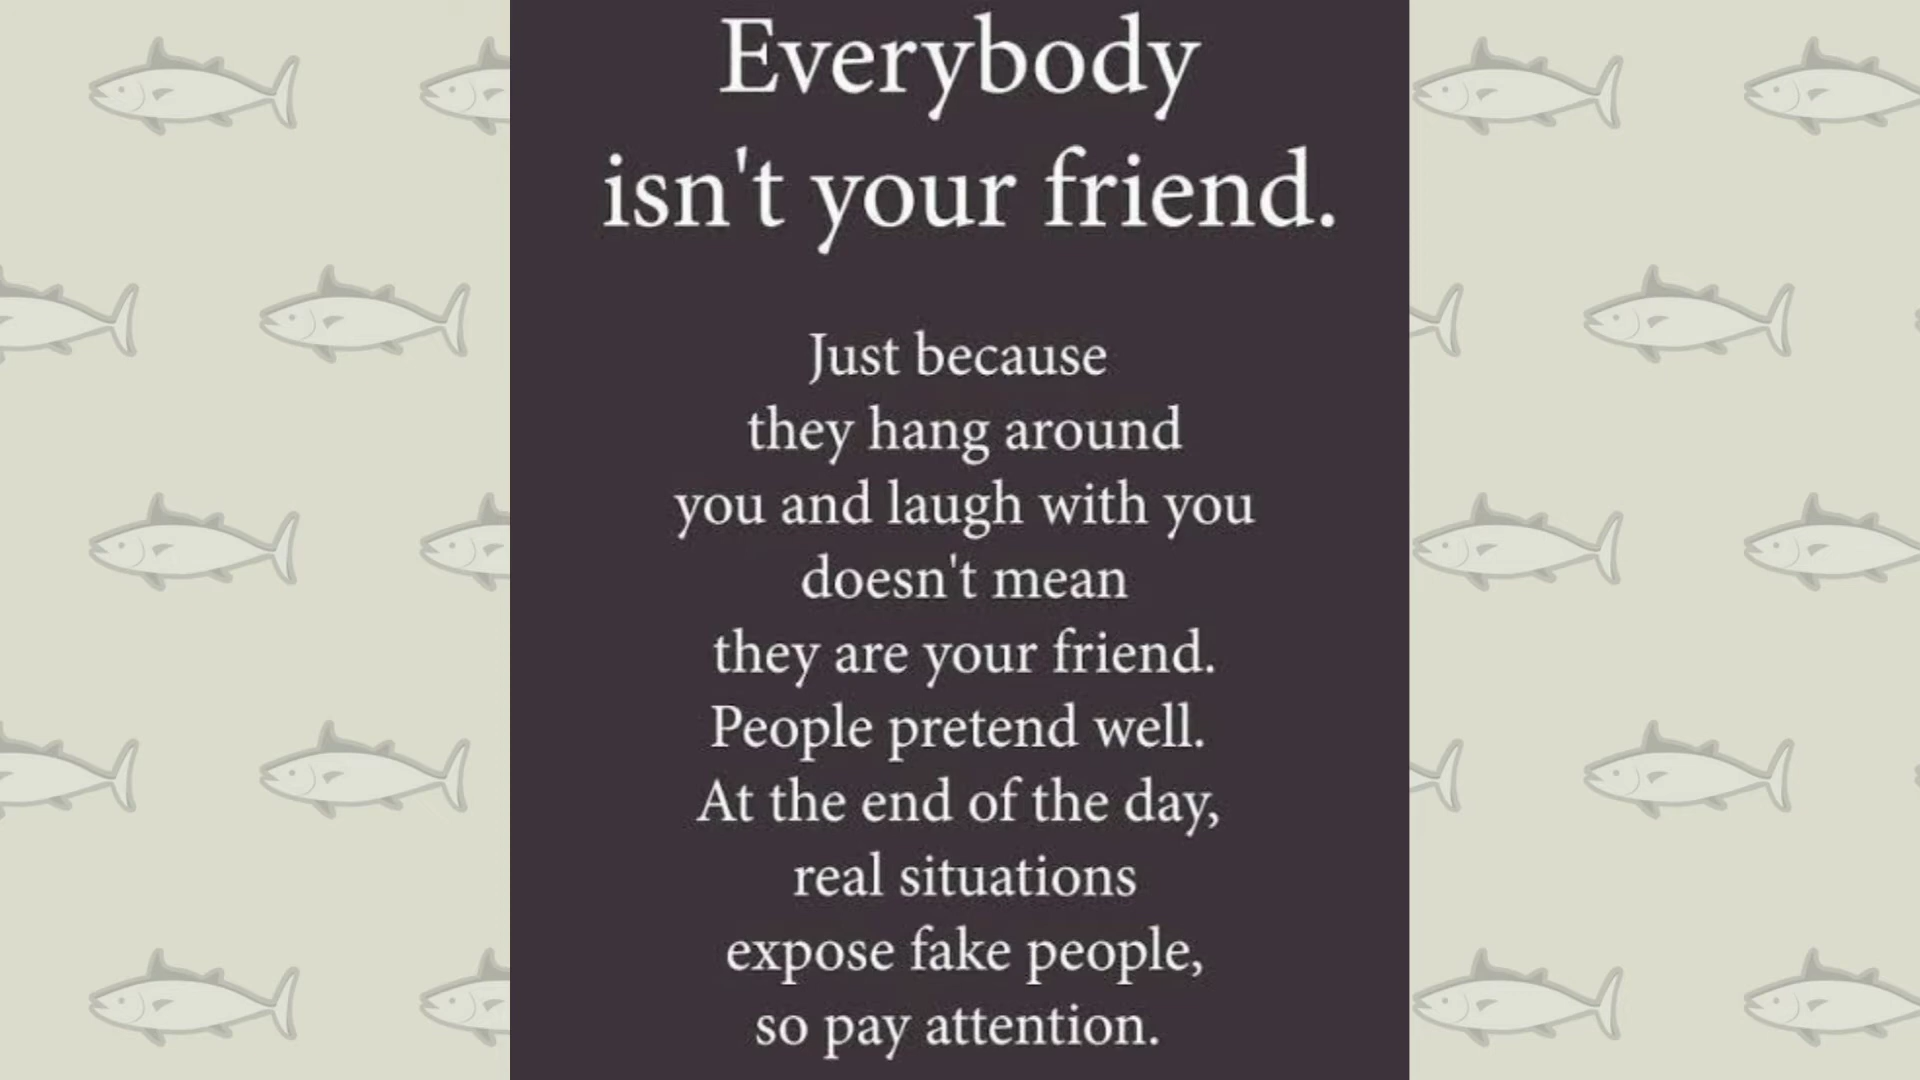 Everybody
isn't your friend.
Just because
they hang around
you and laugh with you
doesn't mean
they are your friend.
People pretend well.
At the end of the day,
real situations
expose fake people,
so pay attention.